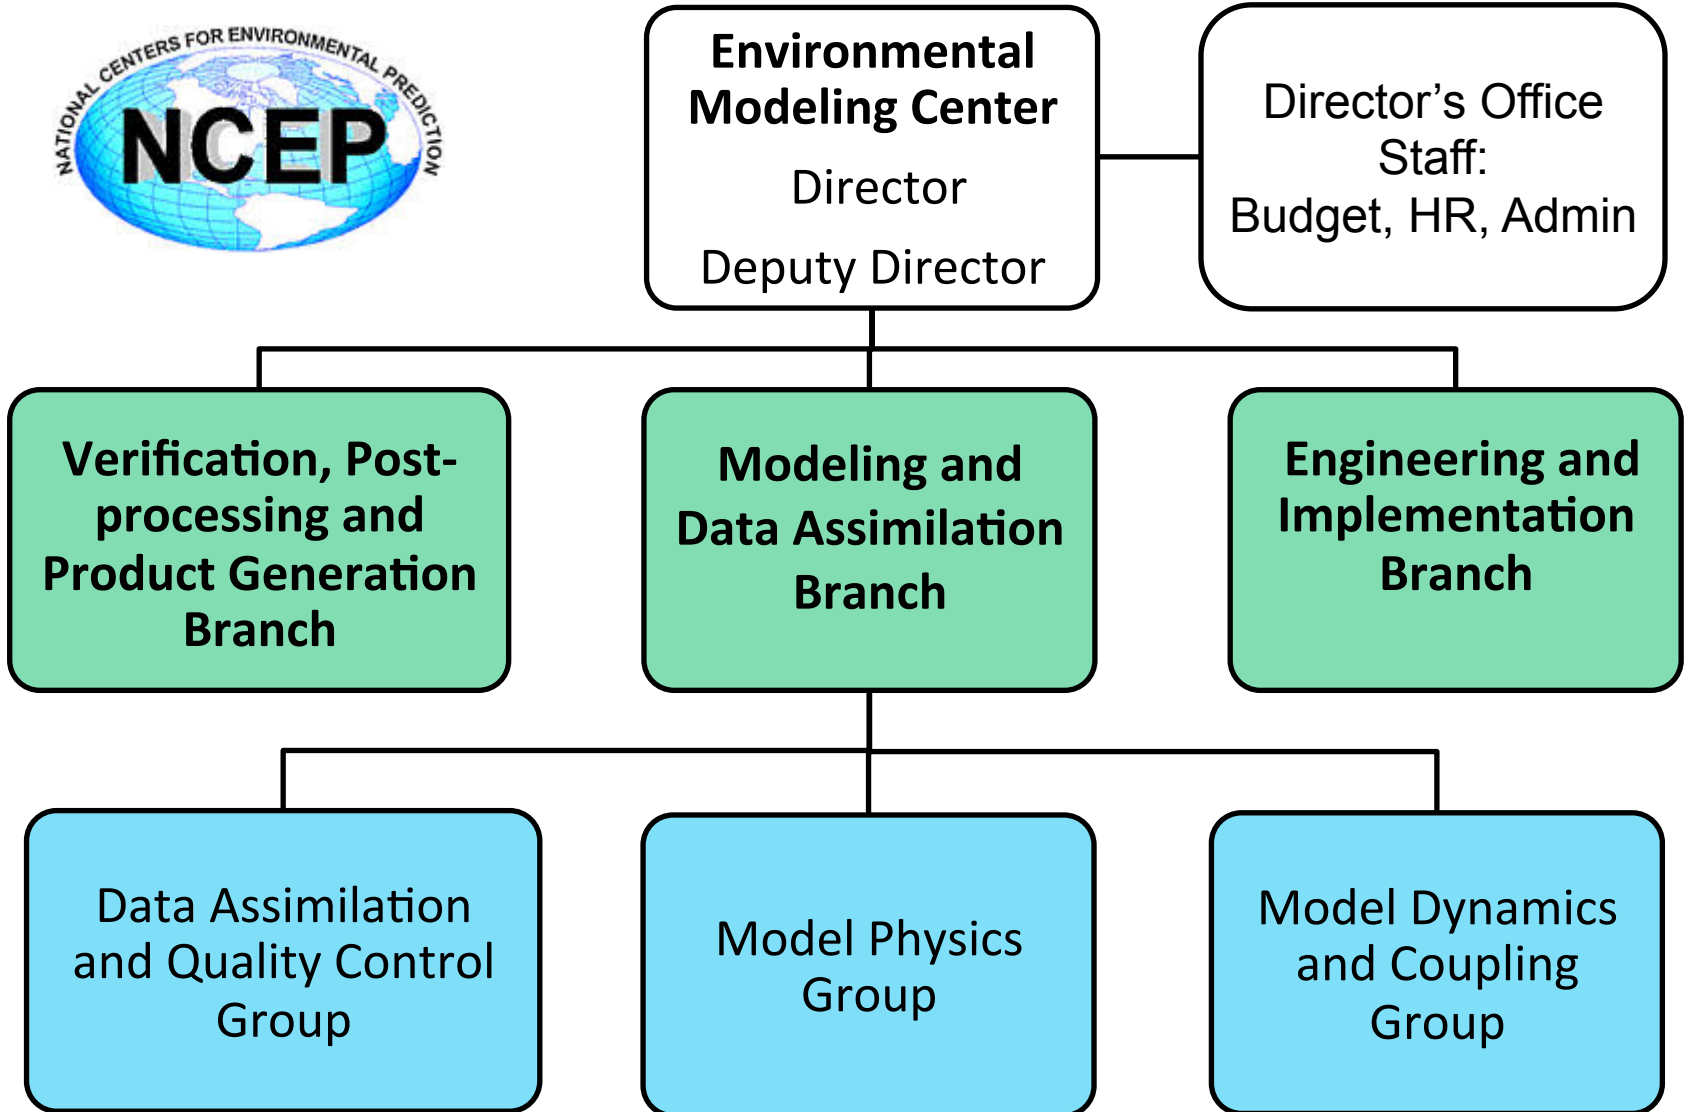 NATIONAL CENTERS FOR ENVIRONMENTAL PREDICTION
NCEP
Environmental
Modeling Center
Director
Deputy Director
Director’s Office
Staff:
Budget, HR, Admin
Verification, Post-
processing and
Product Generation
Branch
Modeling and
Data Assimilation
Branch
Engineering and
Implementation
Branch
Data Assimilation
and Quality Control
Group
Model Physics
Group
Model Dynamics
and Coupling
Group